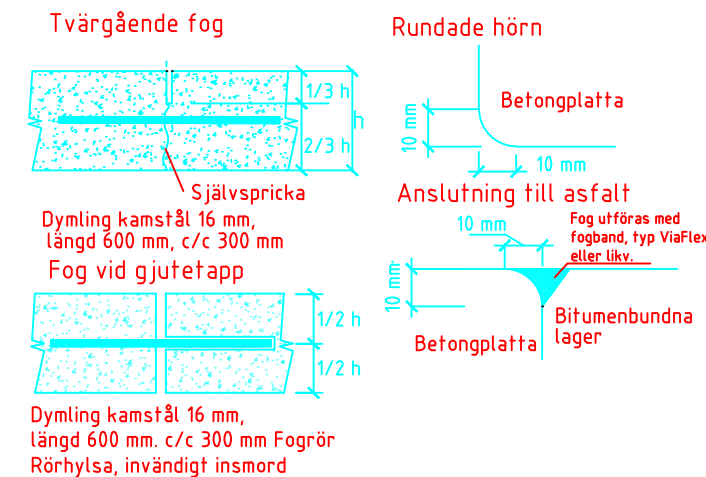 Tvärgående fog
1/3 h
h
2/3 h
Självspricka
Dymling kamstål 16 mm,
längd 600 mm, c/c 300 mm
Fog vid gjutetapp
1/2 h
1/2 h
Dymling kamstål 16 mm,
längd 600 mm. c/c 300 mm Fogrör
Rörhylsa, invändigt insmord
Rundade hörn
Betongplatta
10 mm
10 mm
Anslutning till asfalt
10 mm
Fog utföras med
fogband, typ ViaFlex
eller likv.
10 mm
Bitumenbundna
lager
Betongplatta